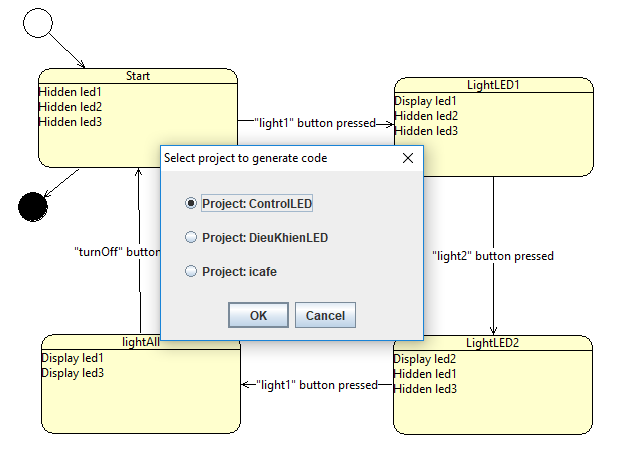 Start
Hidden led1
Hidden led2
Hidden led3
"light1" button pressed
LightLED1
Display led1
Hidden led2
Hidden led3
Select project to generate code
Project: ControlLED
Project: DieuKhienLED
Project: icafe
OK
Cancel
"turnOff" button
"light2" button pressed
lightAll
Display led1
Display led3
"light1" button pressed
LightLED2
Display led2
Hidden led1
Hidden led3